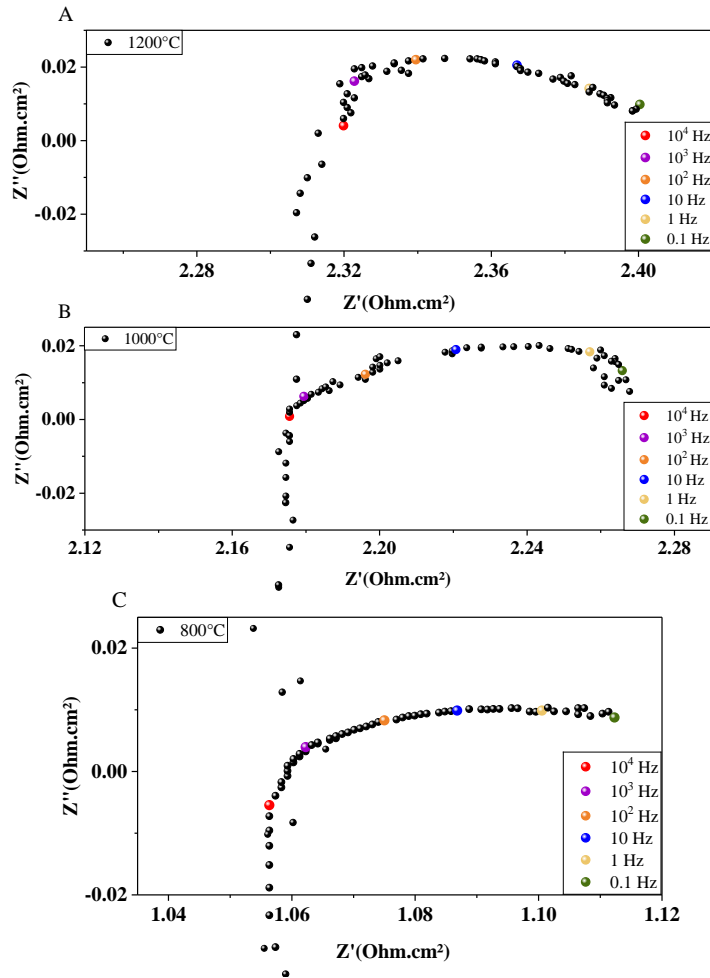 A
1200°C
0.02
0.00
-0.02
Z''(Ohm.cm²)
10⁴ Hz
10³ Hz
10² Hz
10 Hz
1 Hz
0.1 Hz
2.28
2.32
2.36
2.40
Z'(Ohm.cm²)
B
1000°C
0.02
0.00
-0.02
Z''(Ohm.cm²)
10⁴ Hz
10³ Hz
10² Hz
10 Hz
1 Hz
0.1 Hz
2.12
2.16
2.20
2.24
2.28
Z'(Ohm.cm²)
C
800°C
0.02
0.00
-0.02
Z''(Ohm.cm²)
10⁴ Hz
10³ Hz
10² Hz
10 Hz
1 Hz
0.1 Hz
1.04
1.06
1.08
1.10
1.12
Z'(Ohm.cm²)